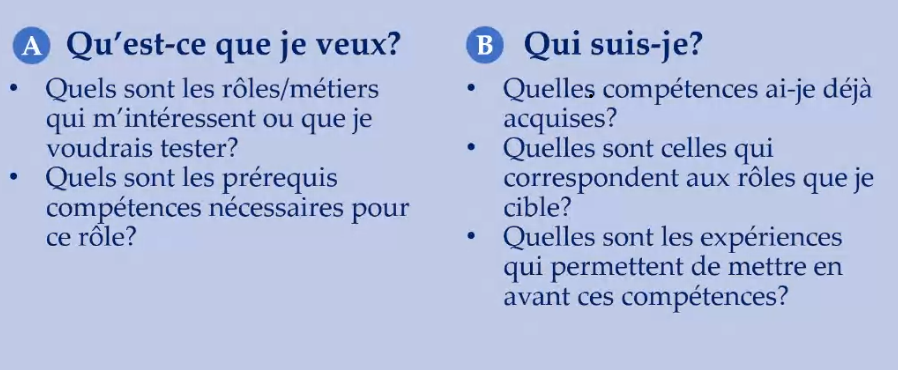 A Qu’est-ce que je veux?
• Quels sont les rôles/métiers
qui m’intéressent ou que je
voudrais tester?
• Quels sont les prérequis
compétences nécessaires pour
ce rôle?
B Qui suis-je?
• Quelles compétences ai-je déjà
acquises?
• Quelles sont celles qui
correspondent aux rôles que je
cible?
• Quelles sont les expériences
qui permettent de mettre en
avant ces compétences?